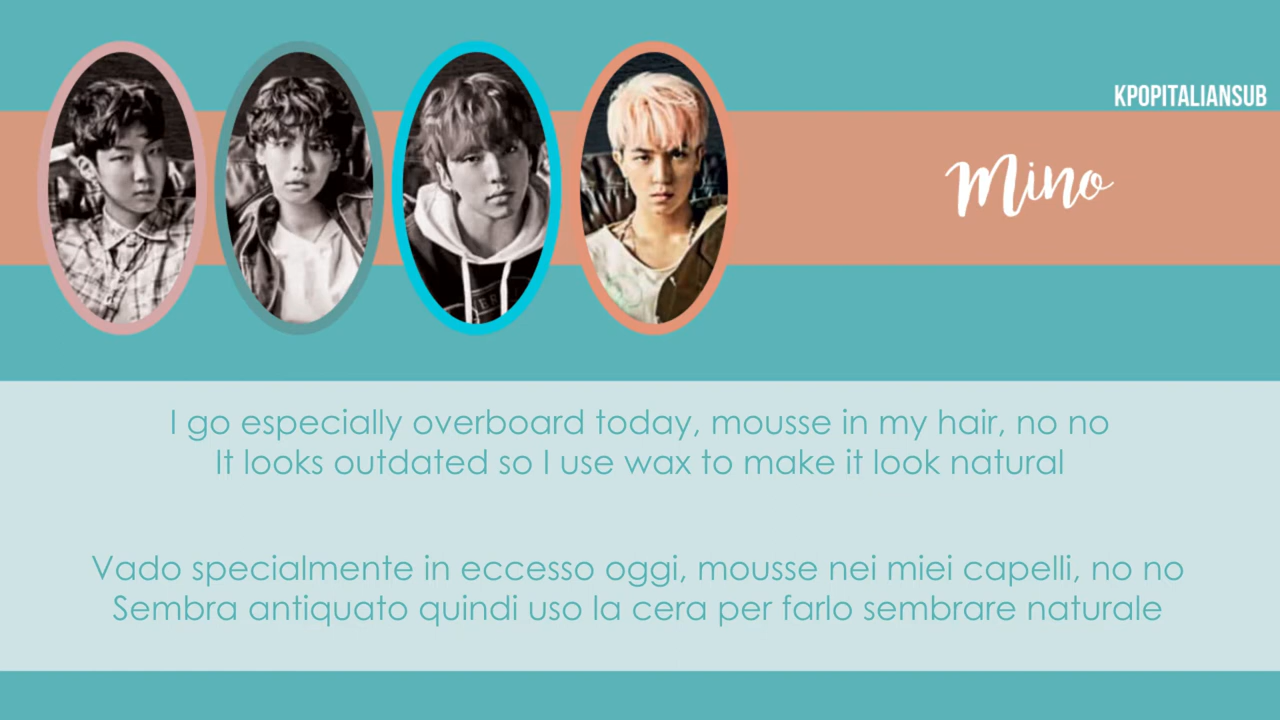 KPOPITALIANSUB
Mino
I go especially overboard today, mousse in my hair, no no
It looks outdated so I use wax to make it look natural
Vado specialmente in eccesso oggi, mousse nei miei capelli, no no
Sembra antiquato quindi uso la cera per farlo sembrare naturale